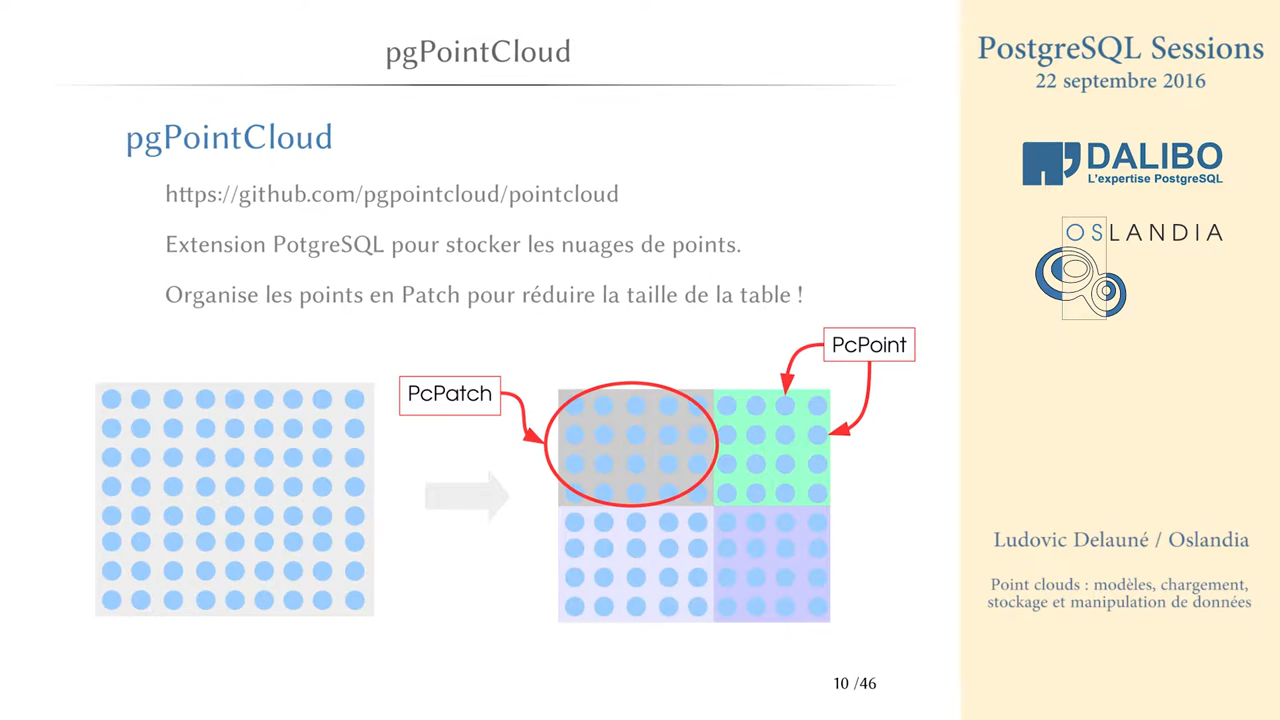 pgPointCloud
pgPointCloud
https://github.com/pgpointcloud/pointcloud
Extension PotgreSQL pour stocker les nuages de points.
Organise les points en Patch pour réduire la taille de la table !
PcPoint
PcPatch
10 /46
PostgreSQL Sessions
22 septembre 2016
DALIBO
L'expertise PostgreSQL
OSLANDIA
Ludovic Delauné / Oslandia
Point clouds : modèles, chargement,
stockage et manipulation de données